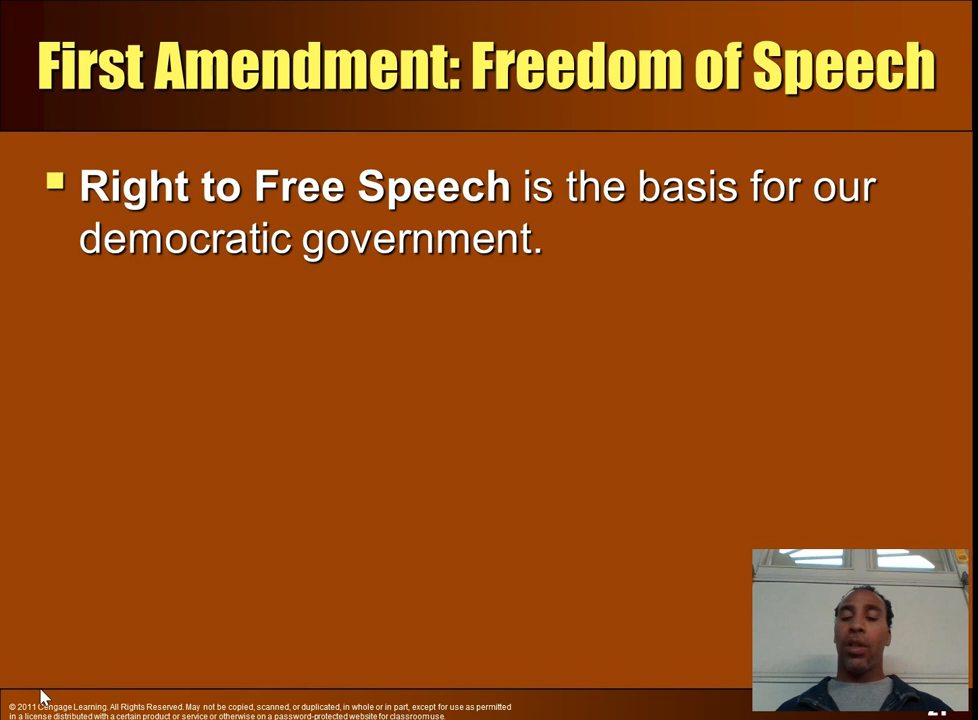 First Amendment: Freedom of Speech
Right to Free Speech is the basis for our
democratic government.
© 2011 Cengage Learning. All Rights Reserved. May not be copied, scanned, or duplicated, in whole or in part, except for use as permitted
in a license distributed with a certain product or service or otherwise on a password-protected website for classroom use.